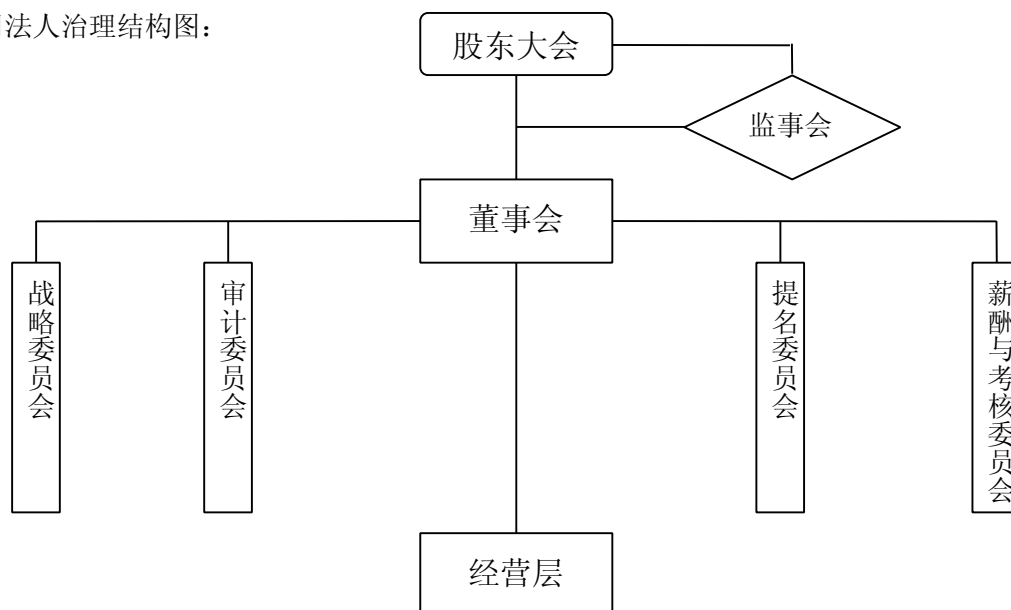 法人治理结构图：
股东大会
监事会
董事会
战略委员会
审计委员会
提名委员会
薪酬与考核委员会
经营层